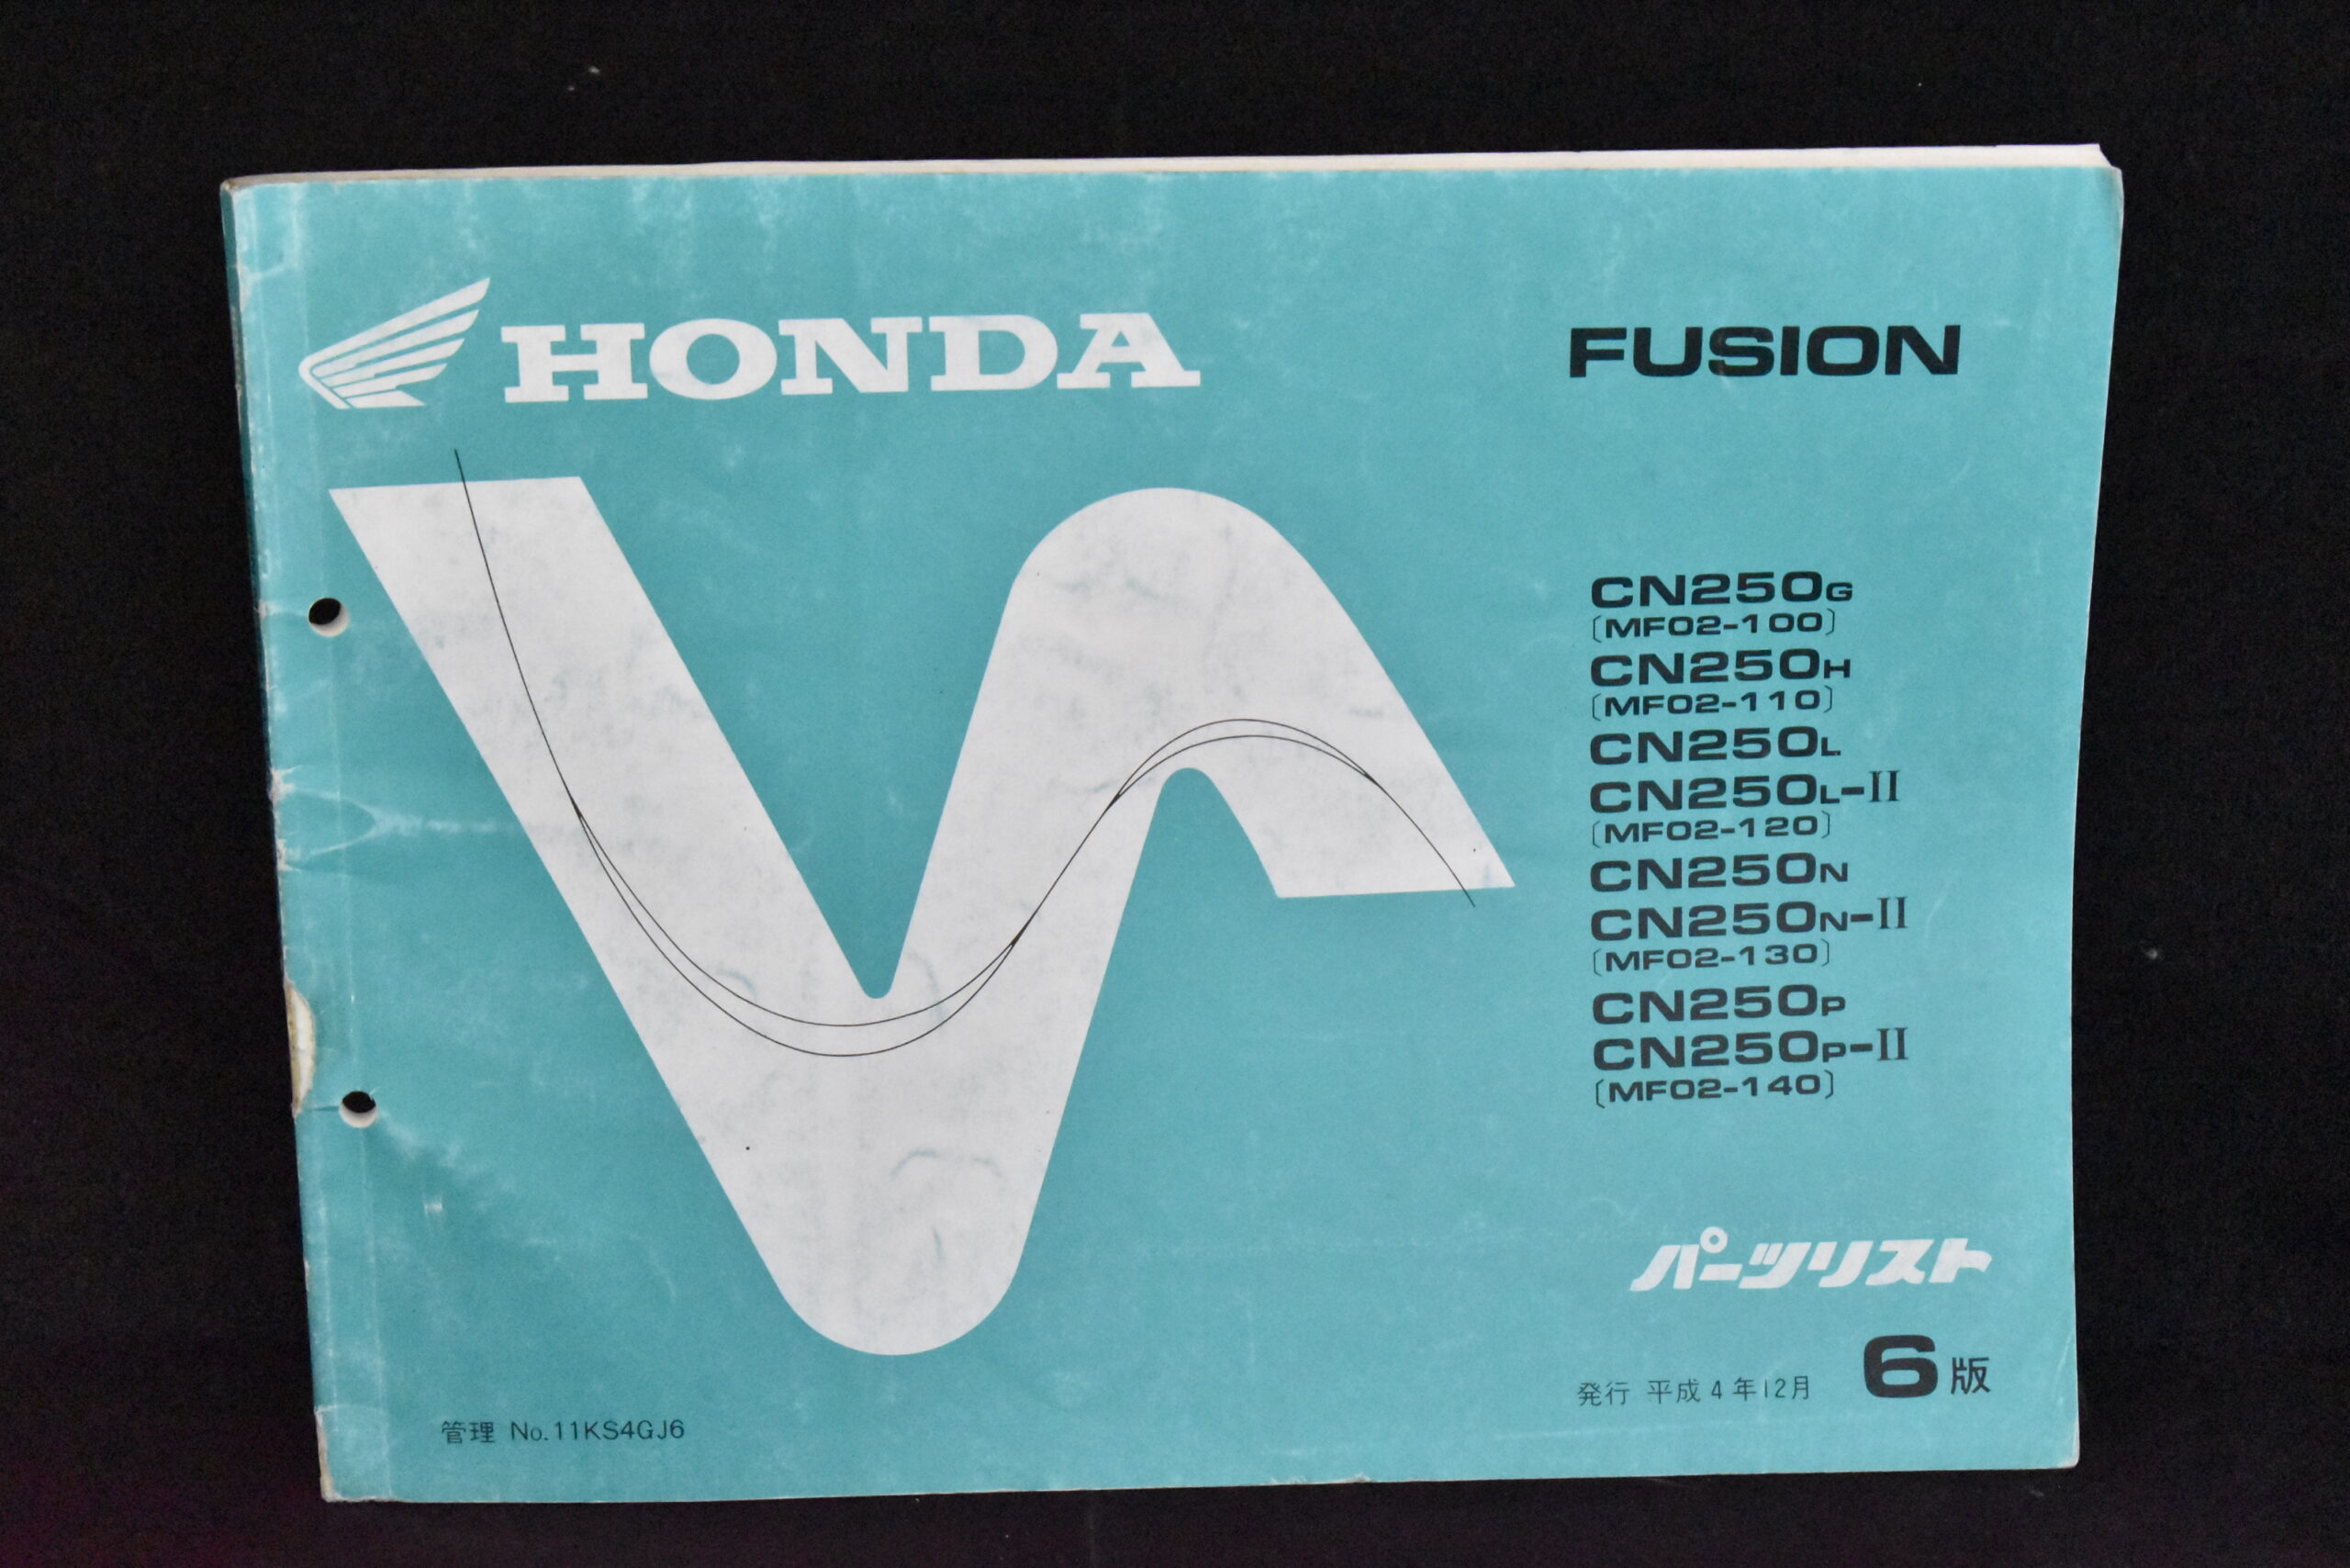 HONDA
FUSION
CN250G
〔MF02-100〕
CN250H
〔MF02-110〕
CN250L
CN250L-II
〔MF02-120〕
CN250N
CN250N-II
〔MF02-130〕
CN250P
CN250P-II
〔MF02-140〕
パーツリスト
発行 平成4年12月 6版
管理 No.11KS4GJ6